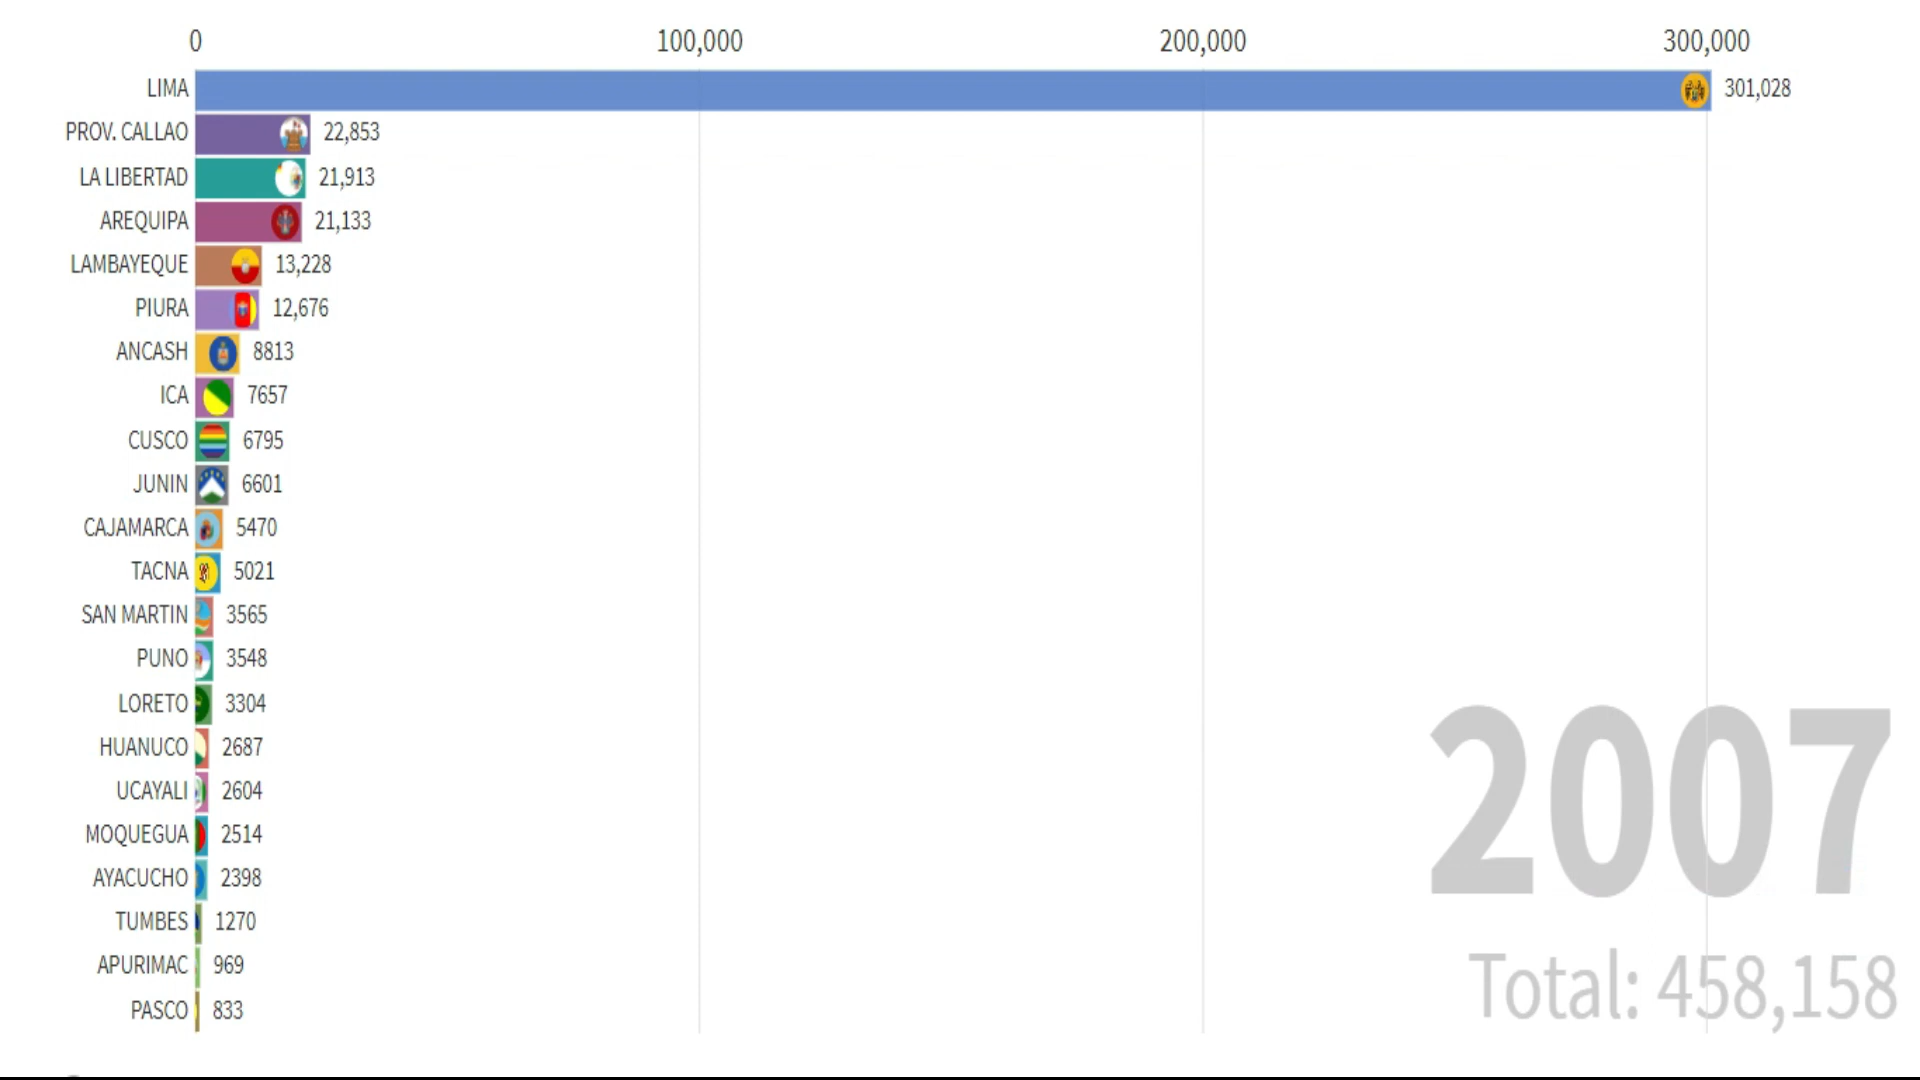 0 100,000 200,000 300,000
LIMA 301,028
PROV. CALLAO 22,853
LA LIBERTAD 21,913
AREQUIPA 21,133
LAMBAYEQUE 13,228
PIURA 12,676
ANCASH 8813
ICA 7657
CUSCO 6795
JUNIN 6601
CAJAMARCA 5470
TACNA 5021
SAN MARTIN 3565
PUNO 3548
LORETO 3304
HUANUCO 2687
UCAYALI 2604
MOQUEGUA 2514
AYACUCHO 2398
TUMBES 1270
APURIMAC 969
PASCO 833
2007
Total: 458,158